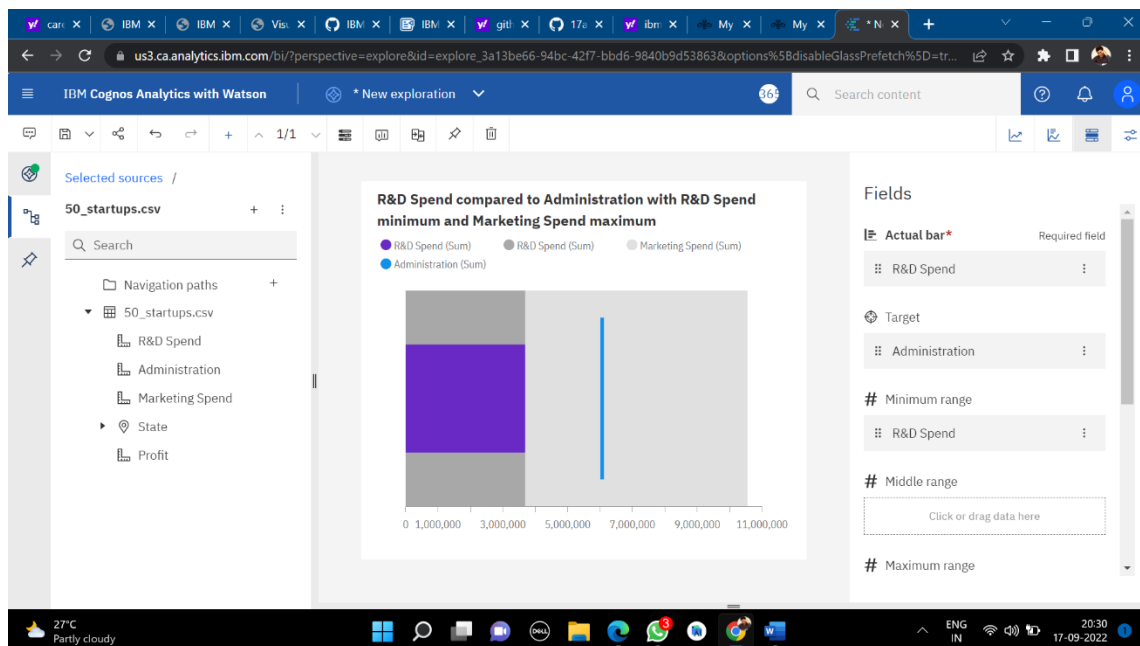 care
IBM
IBM
Visu
IBM
IBM
gith
17a
ibm
My
My
* N
us3.ca.analytics.ibm.com/bi/?perspective=explore&id=explore_3a13be66-94bc-42f7-bbd6-9840b9d53863&options%5BdisableGlassPrefetch%5D=tr...
IBM Cognos Analytics with Watson
* New exploration
365
Search content
1/1
Selected sources /
50_startups.csv
Search
Navigation paths
50_startups.csv
R&D Spend
Administration
Marketing Spend
State
Profit
R&D Spend compared to Administration with R&D Spend
minimum and Marketing Spend maximum
R&D Spend (Sum) R&D Spend (Sum) Marketing Spend (Sum)
Administration (Sum)
0 1,000,000 3,000,000 5,000,000 7,000,000 9,000,000 11,000,000
Fields
Actual bar* Required field
R&D Spend
Target
Administration
# Minimum range
R&D Spend
# Middle range
Click or drag data here
# Maximum range
27°C
Partly cloudy
DELL
3
W
ENG
IN
20:30
17-09-2022
1